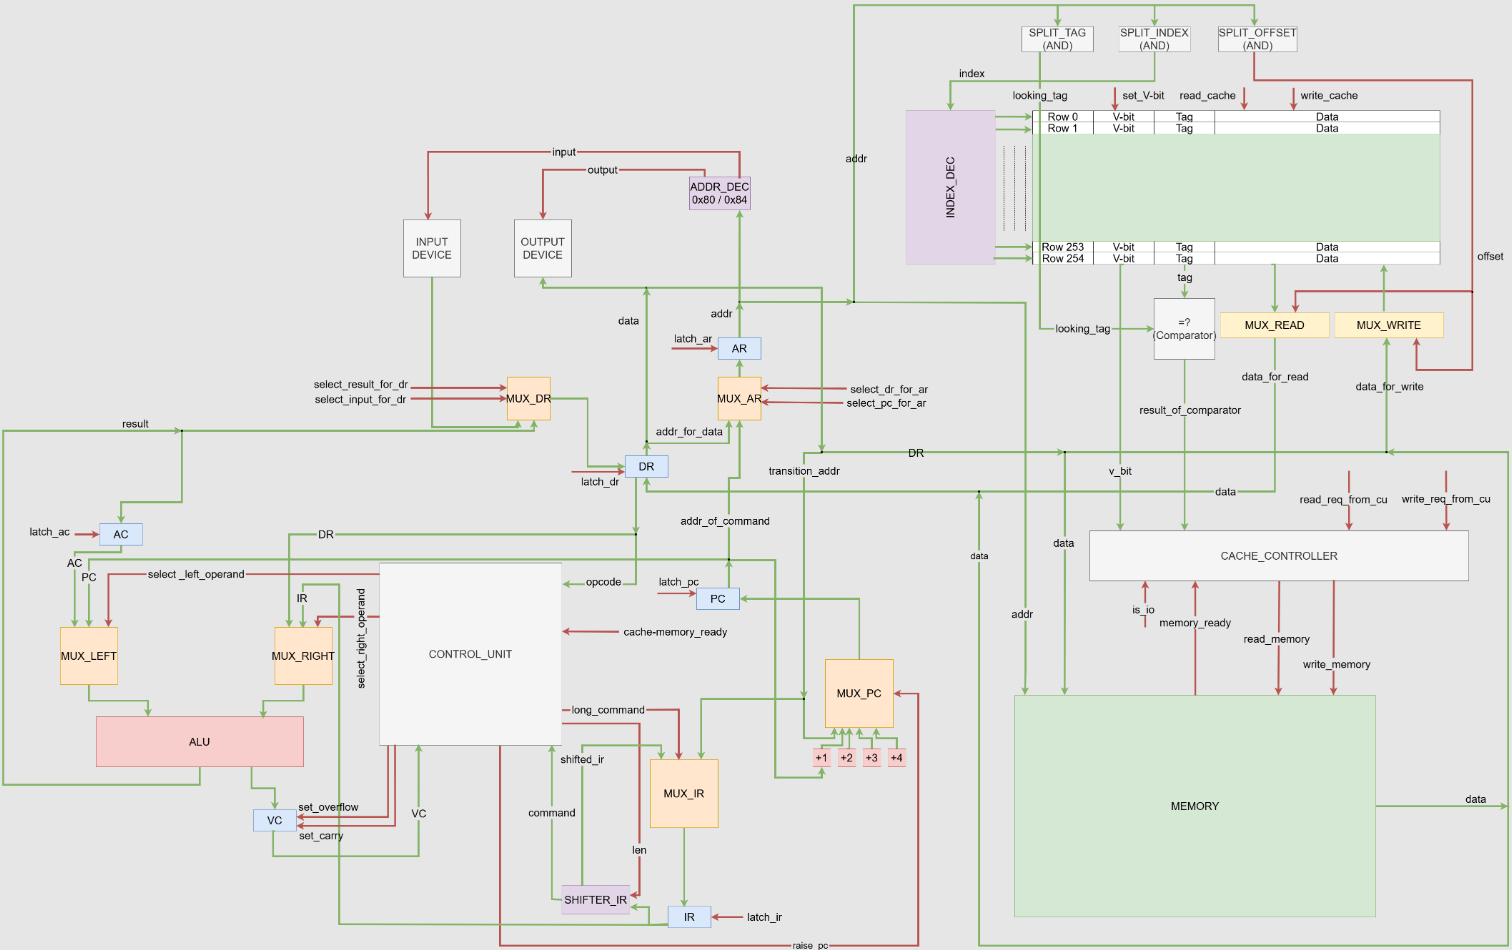 SPLIT_TAG
(AND)
SPLIT_INDEX
(AND)
SPLIT_OFFSET
(AND)
index
looking_tag
set_V-bit
read_cache
write_cache
INDEX_DEC
Row 0 V-bit Tag Data
Row 1 V-bit Tag Data
Row 253 V-bit Tag Data
Row 254 V-bit Tag Data
addr
input
output
ADDR_DEC
0x80 / 0x84
INPUT
DEVICE
OUTPUT
DEVICE
offset
tag
=?
(Comparator)
looking_tag
MUX_READ
MUX_WRITE
data
addr
latch_ar
AR
select_result_for_dr
select_input_for_dr
MUX_DR
MUX_AR
select_dr_for_ar
select_pc_for_ar
data_for_read
data_for_write
result_of_comparator
result
addr_for_data
DR
transition_addr
DR
latch_dr
v_bit
data
read_req_from_cu
write_req_from_cu
addr_of_command
latch_ac
AC
DR
data
data
CACHE_CONTROLLER
AC
PC
select _left_operand
IR
select_right_operand
opcode
latch_pc
PC
addr
is_io
memory_ready
read_memory
write_memory
cache-memory_ready
MUX_LEFT
MUX_RIGHT
CONTROL_UNIT
MUX_PC
long_command
ALU
shifted_ir
+1
+2
+3
+4
MUX_IR
MEMORY
data
set_overflow
VC
set_carry
VC
command
len
SHIFTER_IR
IR
latch_ir
raise_pc